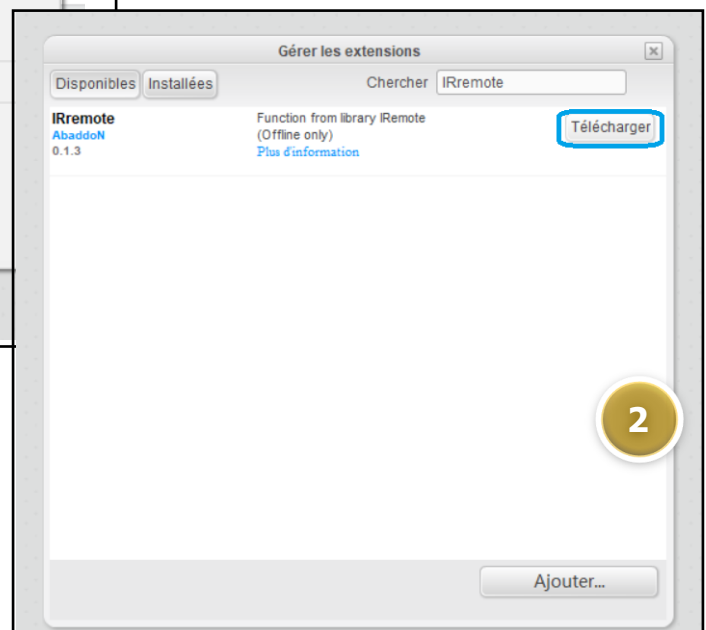 Gérer les extensions
Disponibles Installées Chercher IRremote
IRremote
AbaddoN
0.1.3
Function from library IRemote
(Offline only)
Plus d'information
Télécharger
2
Ajouter...